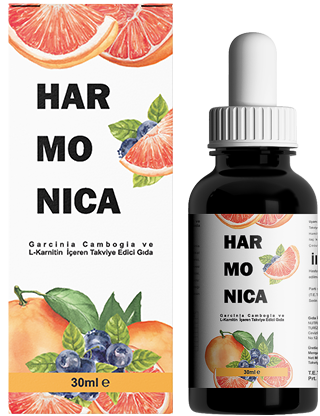 HAR
MO
NICA
Garcinia Cambogia ve
L-Karnitin İçeren Takviye Edici Gıda
30ml e
HAR
MO
NICA
Garcinia Cambogia ve
L-Karnitin İçeren Takviye Edici Gıda
30ml e